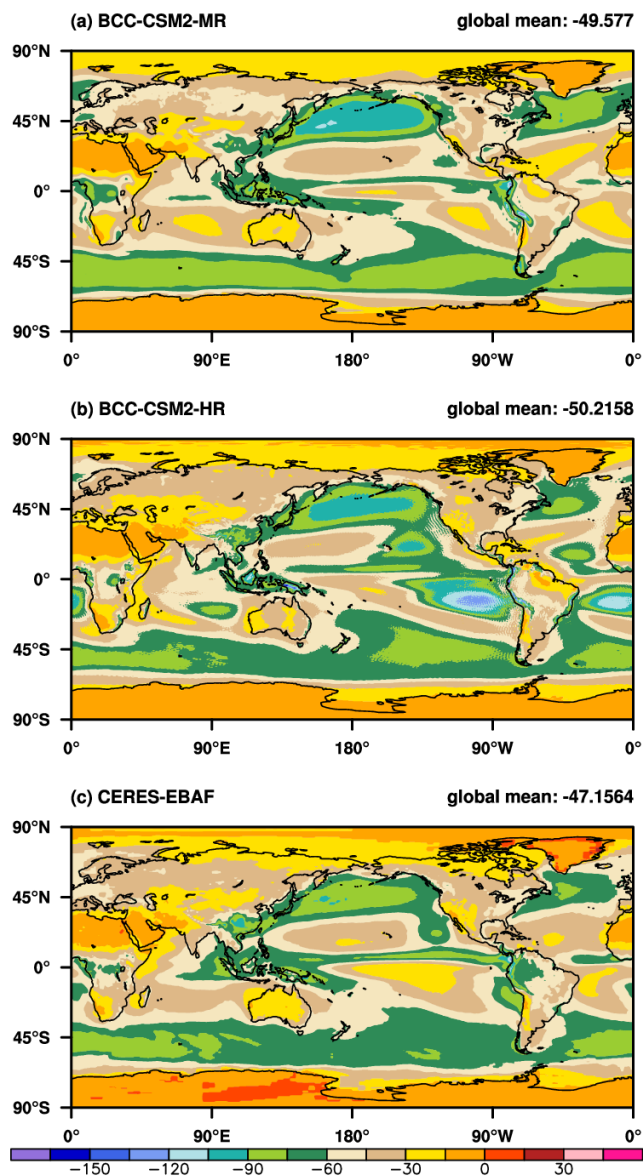 (a) BCC-CSM2-MR global mean: -49.577
90°N
45°N
0°
45°S
90°S
0° 90°E 180° 90°W 0°
(b) BCC-CSM2-HR global mean: -50.2158
90°N
45°N
0°
45°S
90°S
0° 90°E 180° 90°W 0°
(c) CERES-EBAF global mean: -47.1564
90°N
45°N
0°
45°S
90°S
0° 90°E 180° 90°W 0°
−150 −120 −90 −60 −30 0 30